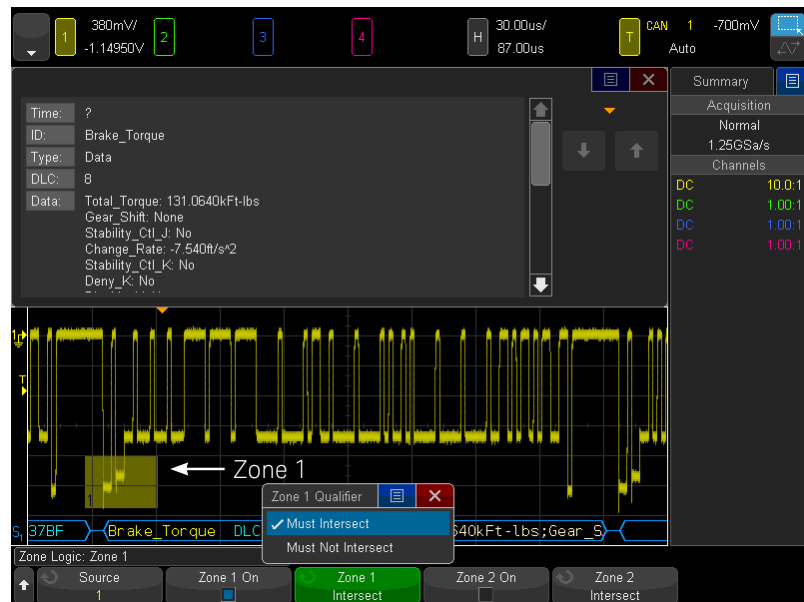 1 380mV/ -1.14950V 2 3 4 H 30.00us/ 87.00us T CAN 1 -700mV Auto
Summary
Acquisition
Normal
1.25GSa/s
Channels
DC 10.0:1
DC 1.00:1
DC 1.00:1
DC 1.00:1
Time: ?
ID: Brake_Torque
Type: Data
DLC: 8
Data: Total_Torque: 131.0640kFt-lbs
Gear_Shift: None
Stability_Ctl_J: No
Change_Rate: -7.540ft/s^2
Stability_Ctl_K: No
Deny_K: No
1
T
Zone 1
1
Zone 1 Qualifier
Must Intersect
Must Not Intersect
S1 37BF Brake_Torque DLC 640kFt-lbs;Gear_S
Zone Logic: Zone 1
Source 1
Zone 1 On
Zone 1 Intersect
Zone 2 On
Zone 2 Intersect